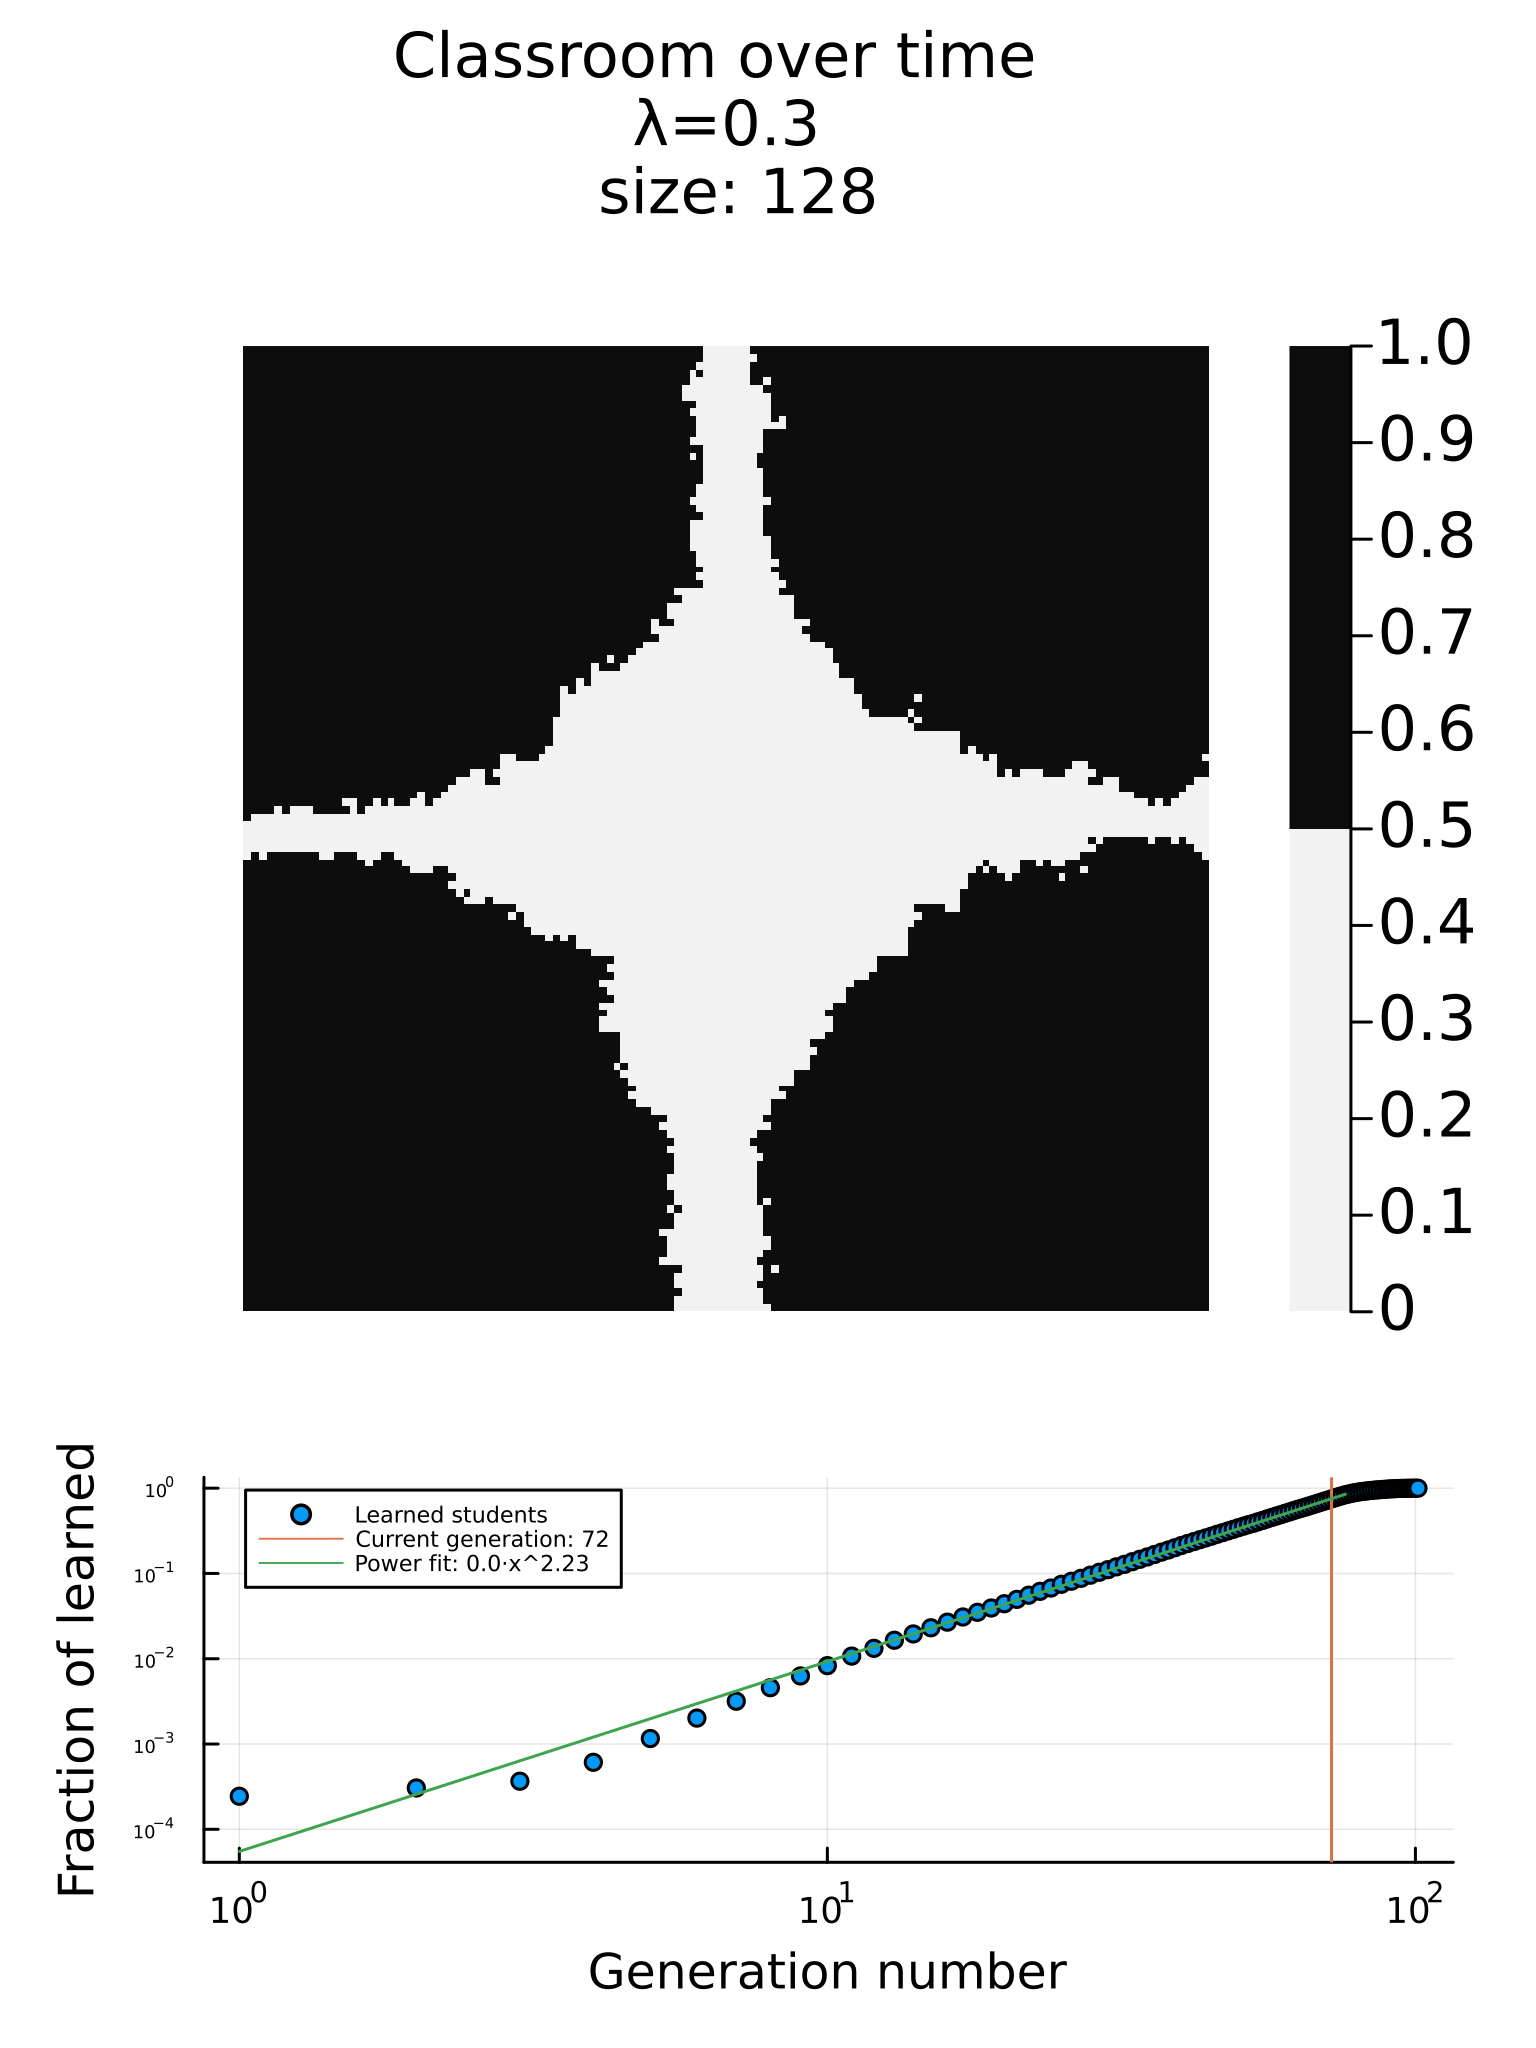 Classroom over time
λ=0.3
size: 128
1.0
0.9
0.8
0.7
0.6
0.5
0.4
0.3
0.2
0.1
0
Fraction of learned
10^0
10^-1
10^-2
10^-3
10^-4
Learned students
Current generation: 72
Power fit: 0.0·x^2.23
10^0 10^1 10^2
Generation number